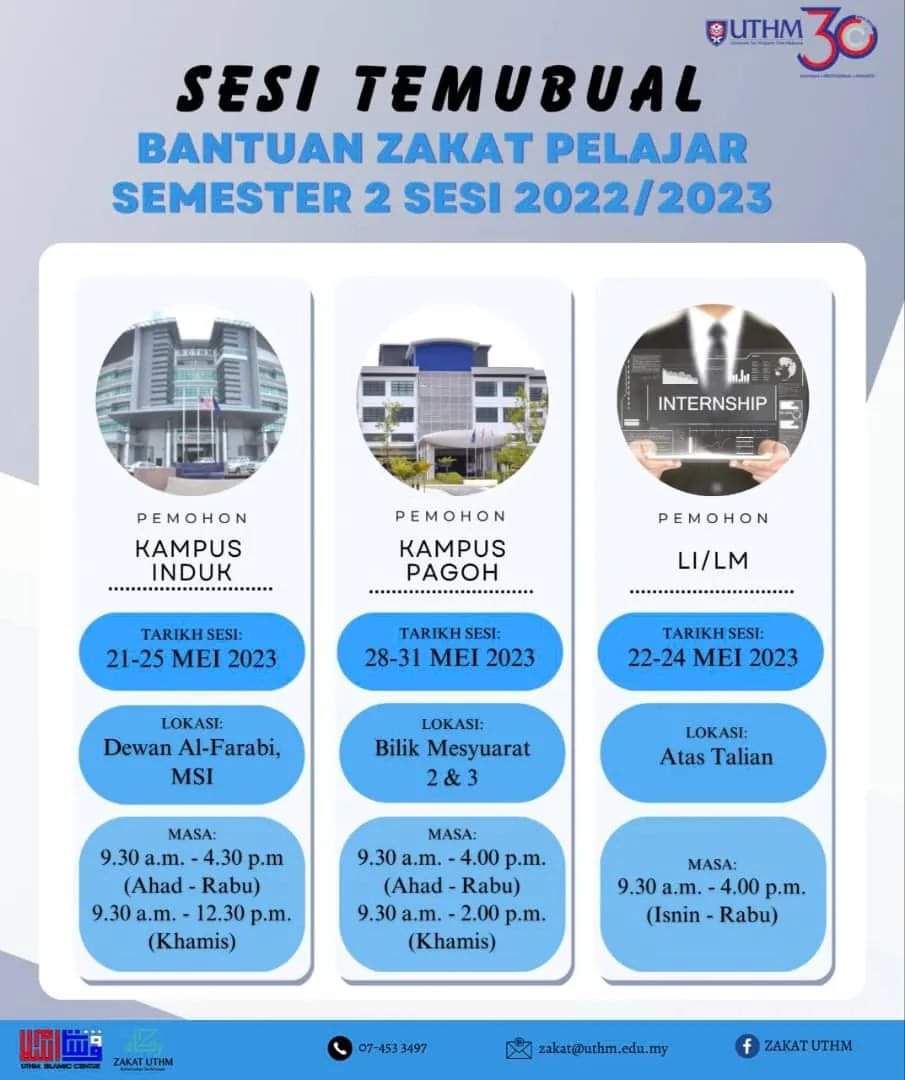 UTHM
SESI TEMUBUAL
BANTUAN ZAKAT PELAJAR
SEMESTER 2 SESI 2022/2023
PEMOHON
KAMPUS
INDUK
TARIKH SESI:
21-25 MEI 2023
LOKASI:
Dewan Al-Farabi,
MSI
MASA:
9.30 a.m. - 4.30 p.m
(Ahad - Rabu)
9.30 a.m. - 12.30 p.m.
(Khamis)
PEMOHON
KAMPUS
PAGOH
TARIKH SESI:
28-31 MEI 2023
LOKASI:
Bilik Mesyuarat
2 & 3
MASA:
9.30 a.m. - 4.00 p.m.
(Ahad - Rabu)
9.30 a.m. - 2.00 p.m.
(Khamis)
INTERNSHIP
PEMOHON
LI/LM
TARIKH SESI:
22-24 MEI 2023
LOKASI:
Atas Talian
MASA:
9.30 a.m. - 4.00 p.m.
(Isnin - Rabu)
UTHM ISLAMIC CENTRE
ZAKAT UTHM
07-453 3497
zakat@uthm.edu.my
ZAKAT UTHM